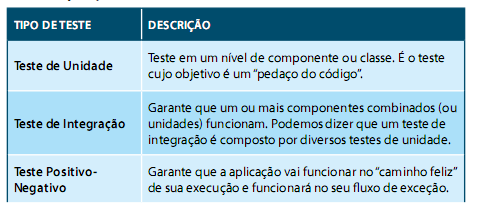 TIPO DE TESTE DESCRIÇÃO
Teste de Unidade
Teste em um nível de componente ou classe. É o teste
cujo objetivo é um “pedaço do código”.
Teste de Integração
Garante que um ou mais componentes combinados (ou
unidades) funcionam. Podemos dizer que um teste de
integração é composto por diversos testes de unidade.
Teste Positivo-
Negativo
Garante que a aplicação vai funcionar no “caminho feliz”
de sua execução e funcionará no seu fluxo de exceção.